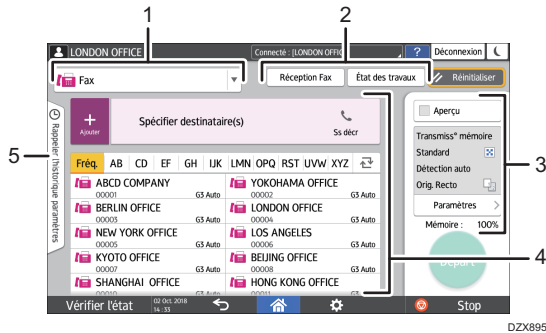 1
2
LONDON OFFICE
Connecté : [LONDON OFFIC
?
Déconnexion
Fax
Réception Fax
État des travaux
Réinitialiser
5
Rappeler l'historique paramètres
+
Ajouter
Spécifier destinataire(s)
Ss décr
Aperçu
Transmiss° mémoire
Standard
Détection auto
Orig. Recto
Paramètres
Mémoire : 100%
3
Fréq. AB CD EF GH IJK LMN OPQ RST UVW XYZ
ABCD COMPANY
00001 G3 Auto
YOKOHAMA OFFICE
00002 G3 Auto
BERLIN OFFICE
00003 G3 Auto
LONDON OFFICE
00004 G3 Auto
NEW YORK OFFICE
00005 G3 Auto
LOS ANGELES
00006 G3 Auto
KYOTO OFFICE
00007 G3 Auto
BEIJING OFFICE
00008 G3 Auto
SHANGHAI OFFICE
HONG KONG OFFICE
Départ
4
Vérifier l'état
02 Oct. 2018
14 : 33
Stop
DZX895